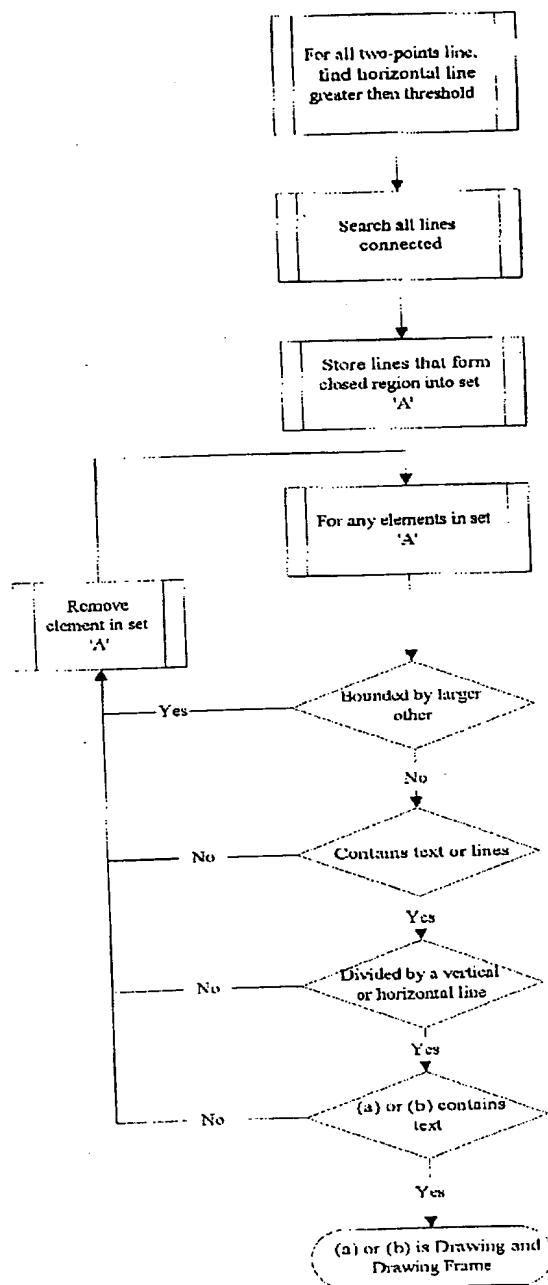 For all two-points line,
find horizontal line
greater then threshold
Search all lines
connected
Store lines that form
closed region into set
'A'
For any elements in set
'A'
Remove
element in set
'A'
Bounded by larger
other
Yes
No
Contains text or lines
No
Yes
Divided by a vertical
or horizontal line
No
Yes
(a) or (b) contains
text
No
Yes
(a) or (b) is Drawing and
Drawing Frame